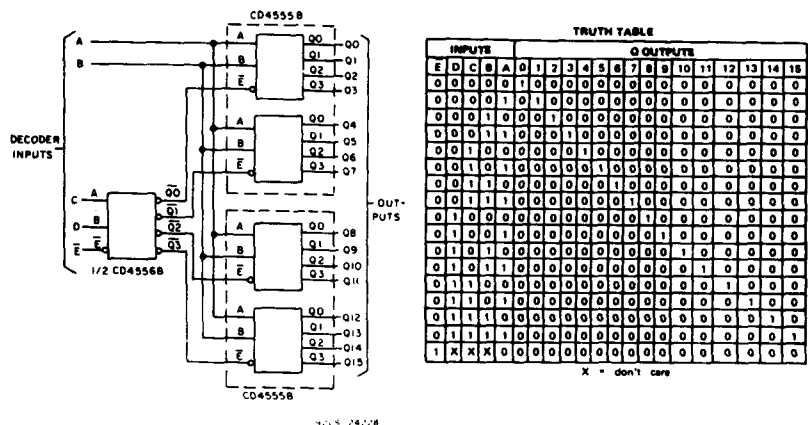 CD4555B
A
B
DECODER
INPUTS
C
D
E̅
A
B
E̅
Q̅0
Q̅1
Q̅2
Q̅3
1/2 CD4556B
A
B
E̅
Q0
Q1
Q2
Q3
Q0
Q1
Q2
Q3
A
B
E̅
Q0
Q1
Q2
Q3
Q4
Q5
Q6
Q7
A
B
E̅
Q0
Q1
Q2
Q3
Q8
Q9
Q10
Q11
A
B
E̅
Q0
Q1
Q2
Q3
Q12
Q13
Q14
Q15
OUT-
PUTS
CD4555B
TRUTH TABLE
INPUTS Q OUTPUTS
E̅ D C B A 0 1 2 3 4 5 6 7 8 9 10 11 12 13 14 15
0 0 0 0 0 1 0 0 0 0 0 0 0 0 0 0 0 0 0 0 0
0 0 0 0 1 0 1 0 0 0 0 0 0 0 0 0 0 0 0 0 0
0 0 0 1 0 0 0 1 0 0 0 0 0 0 0 0 0 0 0 0 0
0 0 0 1 1 0 0 0 1 0 0 0 0 0 0 0 0 0 0 0 0
0 0 1 0 0 0 0 0 0 1 0 0 0 0 0 0 0 0 0 0 0
0 0 1 0 1 0 0 0 0 0 1 0 0 0 0 0 0 0 0 0 0
0 0 1 1 0 0 0 0 0 0 0 1 0 0 0 0 0 0 0 0 0
0 0 1 1 1 0 0 0 0 0 0 0 1 0 0 0 0 0 0 0 0
0 1 0 0 0 0 0 0 0 0 0 0 0 1 0 0 0 0 0 0 0
0 1 0 0 1 0 0 0 0 0 0 0 0 0 1 0 0 0 0 0 0
0 1 0 1 0 0 0 0 0 0 0 0 0 0 0 1 0 0 0 0 0
0 1 0 1 1 0 0 0 0 0 0 0 0 0 0 0 1 0 0 0 0
0 1 1 0 0 0 0 0 0 0 0 0 0 0 0 0 0 1 0 0 0
0 1 1 0 1 0 0 0 0 0 0 0 0 0 0 0 0 0 1 0 0
0 1 1 1 0 0 0 0 0 0 0 0 0 0 0 0 0 0 0 1 0
0 1 1 1 1 0 0 0 0 0 0 0 0 0 0 0 0 0 0 0 1
1 X X X 0 0 0 0 0 0 0 0 0 0 0 0 0 0 0 0 0
X = don't care